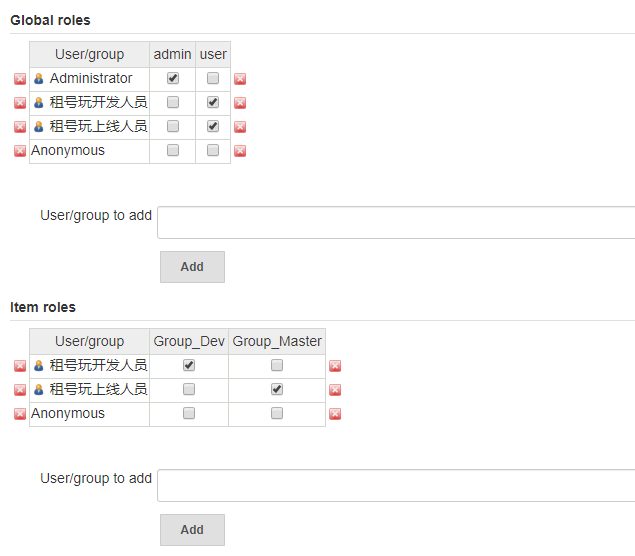 Global roles
User/group admin user
Administrator
租号玩开发人员
租号玩上线人员
Anonymous
User/group to add
Add
Item roles
User/group Group_Dev Group_Master
租号玩开发人员
租号玩上线人员
Anonymous
User/group to add
Add